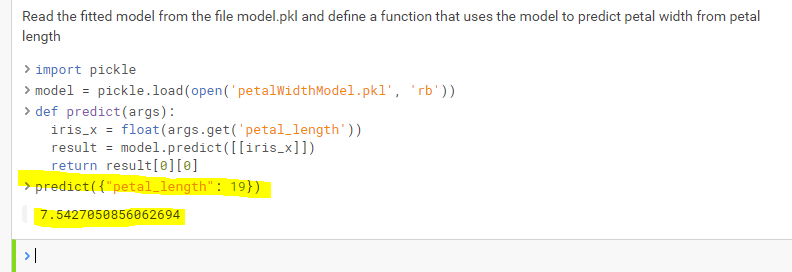 Read the fitted model from the file model.pkl and define a function that uses the model to predict petal width from petal
length
> import pickle
> model = pickle.load(open('petalWidthModel.pkl', 'rb'))
> def predict(args):
iris_x = float(args.get('petal_length'))
result = model.predict([[iris_x]])
return result[0][0]
> predict({"petal_length": 19})
7.5427050856062694
>